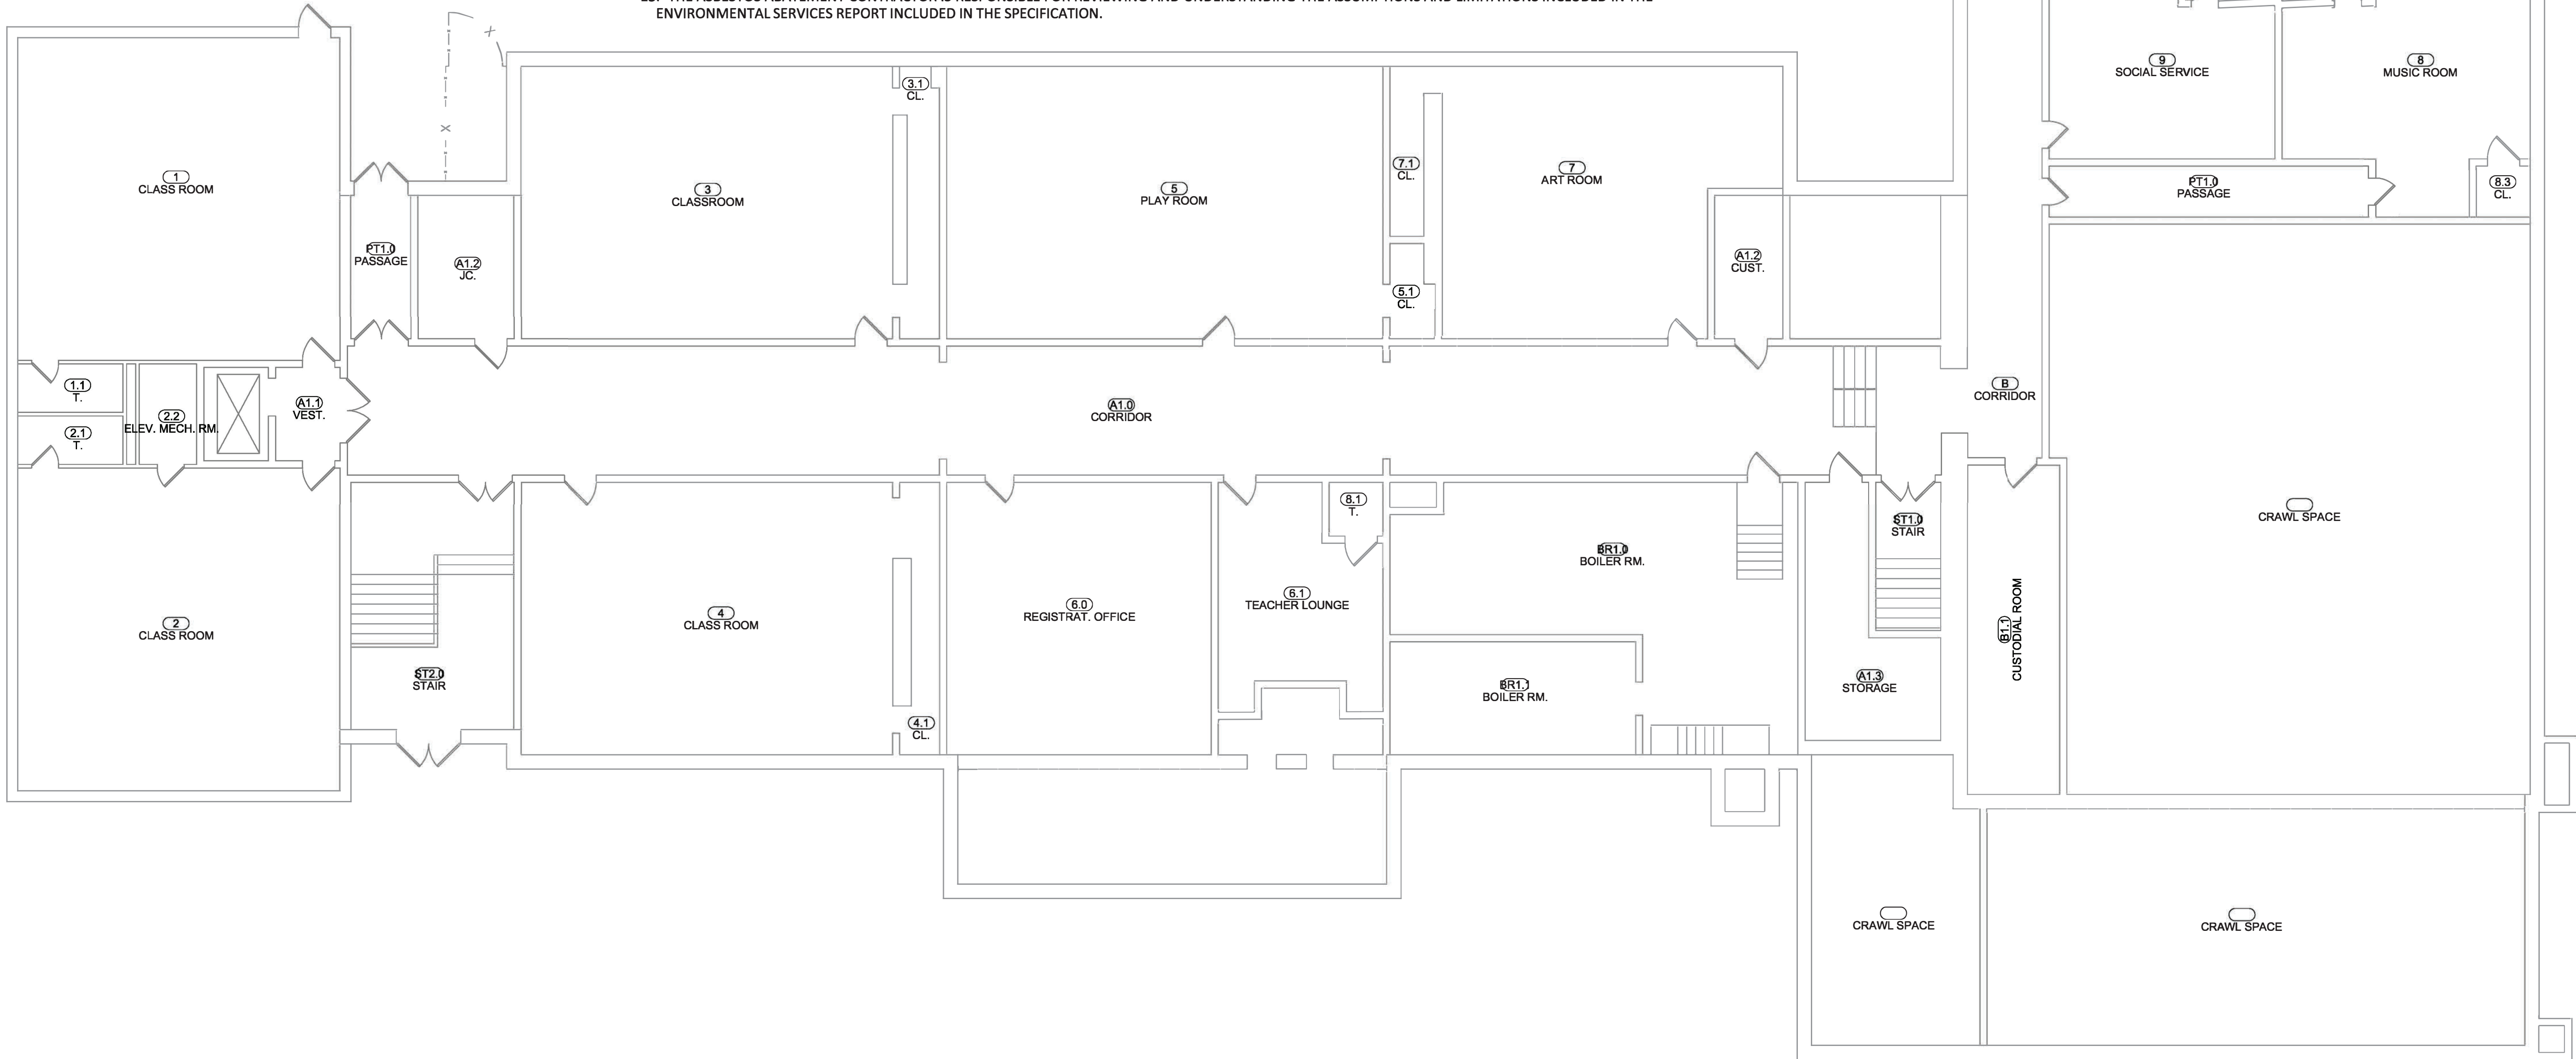 ENVIRONMENTAL SERVICES REPORT INCLUDED IN THE SPECIFICATION.
9
SOCIAL SERVICE
8
MUSIC ROOM
3.1
CL.
1
CLASS ROOM
3
CLASSROOM
5
PLAY ROOM
7.1
CL.
7
ART ROOM
PT1.0
PASSAGE
8.3
CL.
PT1.0
PASSAGE
A1.2
JC.
5.1
CL.
A1.2
CUST.
1.1
T.
2.1
T.
2.2
ELEV. MECH. RM.
A1.1
VEST.
A1.0
CORRIDOR
B
CORRIDOR
8.1
T.
ST1.0
STAIR
CRAWL SPACE
BR1.0
BOILER RM.
2
CLASS ROOM
4
CLASS ROOM
6.0
REGISTRAT. OFFICE
6.1
TEACHER LOUNGE
B1.1
CUSTODIAL ROOM
ST2.0
STAIR
BR1.1
BOILER RM.
A1.3
STORAGE
4.1
CL.
CRAWL SPACE
CRAWL SPACE